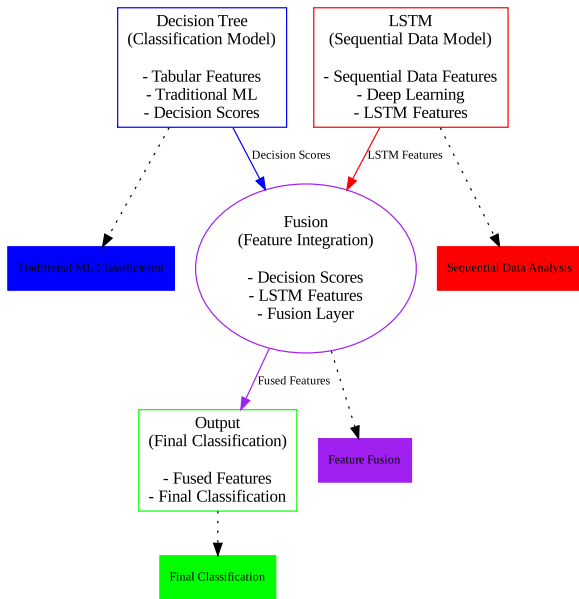 Decision Tree
(Classification Model)
- Tabular Features
- Traditional ML
- Decision Scores
LSTM
(Sequential Data Model)
- Sequential Data Features
- Deep Learning
- LSTM Features
Decision Scores
LSTM Features
Traditional ML Classification
Fusion
(Feature Integration)
- Decision Scores
- LSTM Features
- Fusion Layer
Sequential Data Analysis
Fused Features
Output
(Final Classification)
- Fused Features
- Final Classification
Feature Fusion
Final Classification